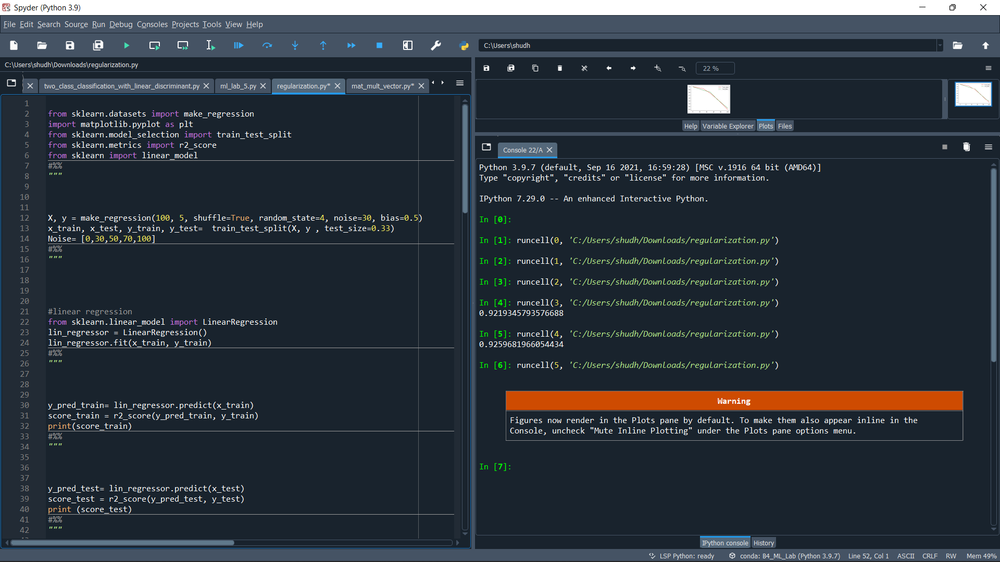 Spyder (Python 3.9)
File Edit Search Source Run Debug Consoles Projects Tools View Help
C:\Users\shudh
C:\Users\shudh\Downloads\regularization.py
two_class_classification_with_linear_discriminant.py
ml_lab_5.py
regularization.py*
mat_mult_vector.py*
1
2 from sklearn.datasets import make_regression
3 import matplotlib.pyplot as plt
4 from sklearn.model_selection import train_test_split
5 from sklearn.metrics import r2_score
6 from sklearn import linear_model
7 #%%
8 """
9
10
11
12 X, y = make_regression(100, 5, shuffle=True, random_state=4, noise=30, bias=0.5)
13 x_train, x_test, y_train, y_test=  train_test_split(X, y , test_size=0.33)
14 Noise= [0,30,50,70,100]
15 #%%
16 """
17
18
19
20
21 #linear regression
22 from sklearn.linear_model import LinearRegression
23 lin_regressor = LinearRegression()
24 lin_regressor.fit(x_train, y_train)
25 #%%
26 """
27
28
29
30 y_pred_train= lin_regressor.predict(x_train)
31 score_train = r2_score(y_pred_train, y_train)
32 print(score_train)
33 #%%
34 """
35
36
37
38 y_pred_test= lin_regressor.predict(x_test)
39 score_test = r2_score(y_pred_test, y_test)
40 print (score_test)
41 #%%
42 """
22 %
Help Variable Explorer Plots Files
Console 22/A
Python 3.9.7 (default, Sep 16 2021, 16:59:28) [MSC v.1916 64 bit (AMD64)]
Type "copyright", "credits" or "license" for more information.
IPython 7.29.0 -- An enhanced Interactive Python.
In [0]:
In [1]: runcell(0, 'C:/Users/shudh/Downloads/regularization.py')
In [2]: runcell(1, 'C:/Users/shudh/Downloads/regularization.py')
In [3]: runcell(2, 'C:/Users/shudh/Downloads/regularization.py')
In [4]: runcell(3, 'C:/Users/shudh/Downloads/regularization.py')
0.9219345793576688
In [5]: runcell(4, 'C:/Users/shudh/Downloads/regularization.py')
0.9259681966054434
In [6]: runcell(5, 'C:/Users/shudh/Downloads/regularization.py')
Warning
Figures now render in the Plots pane by default. To make them also appear inline in the
Console, uncheck "Mute Inline Plotting" under the Plots pane options menu.
In [7]:
IPython console History
LSP Python: ready conda: B4_ML_Lab (Python 3.9.7) Line 52, Col 1 ASCII CRLF RW Mem 49%